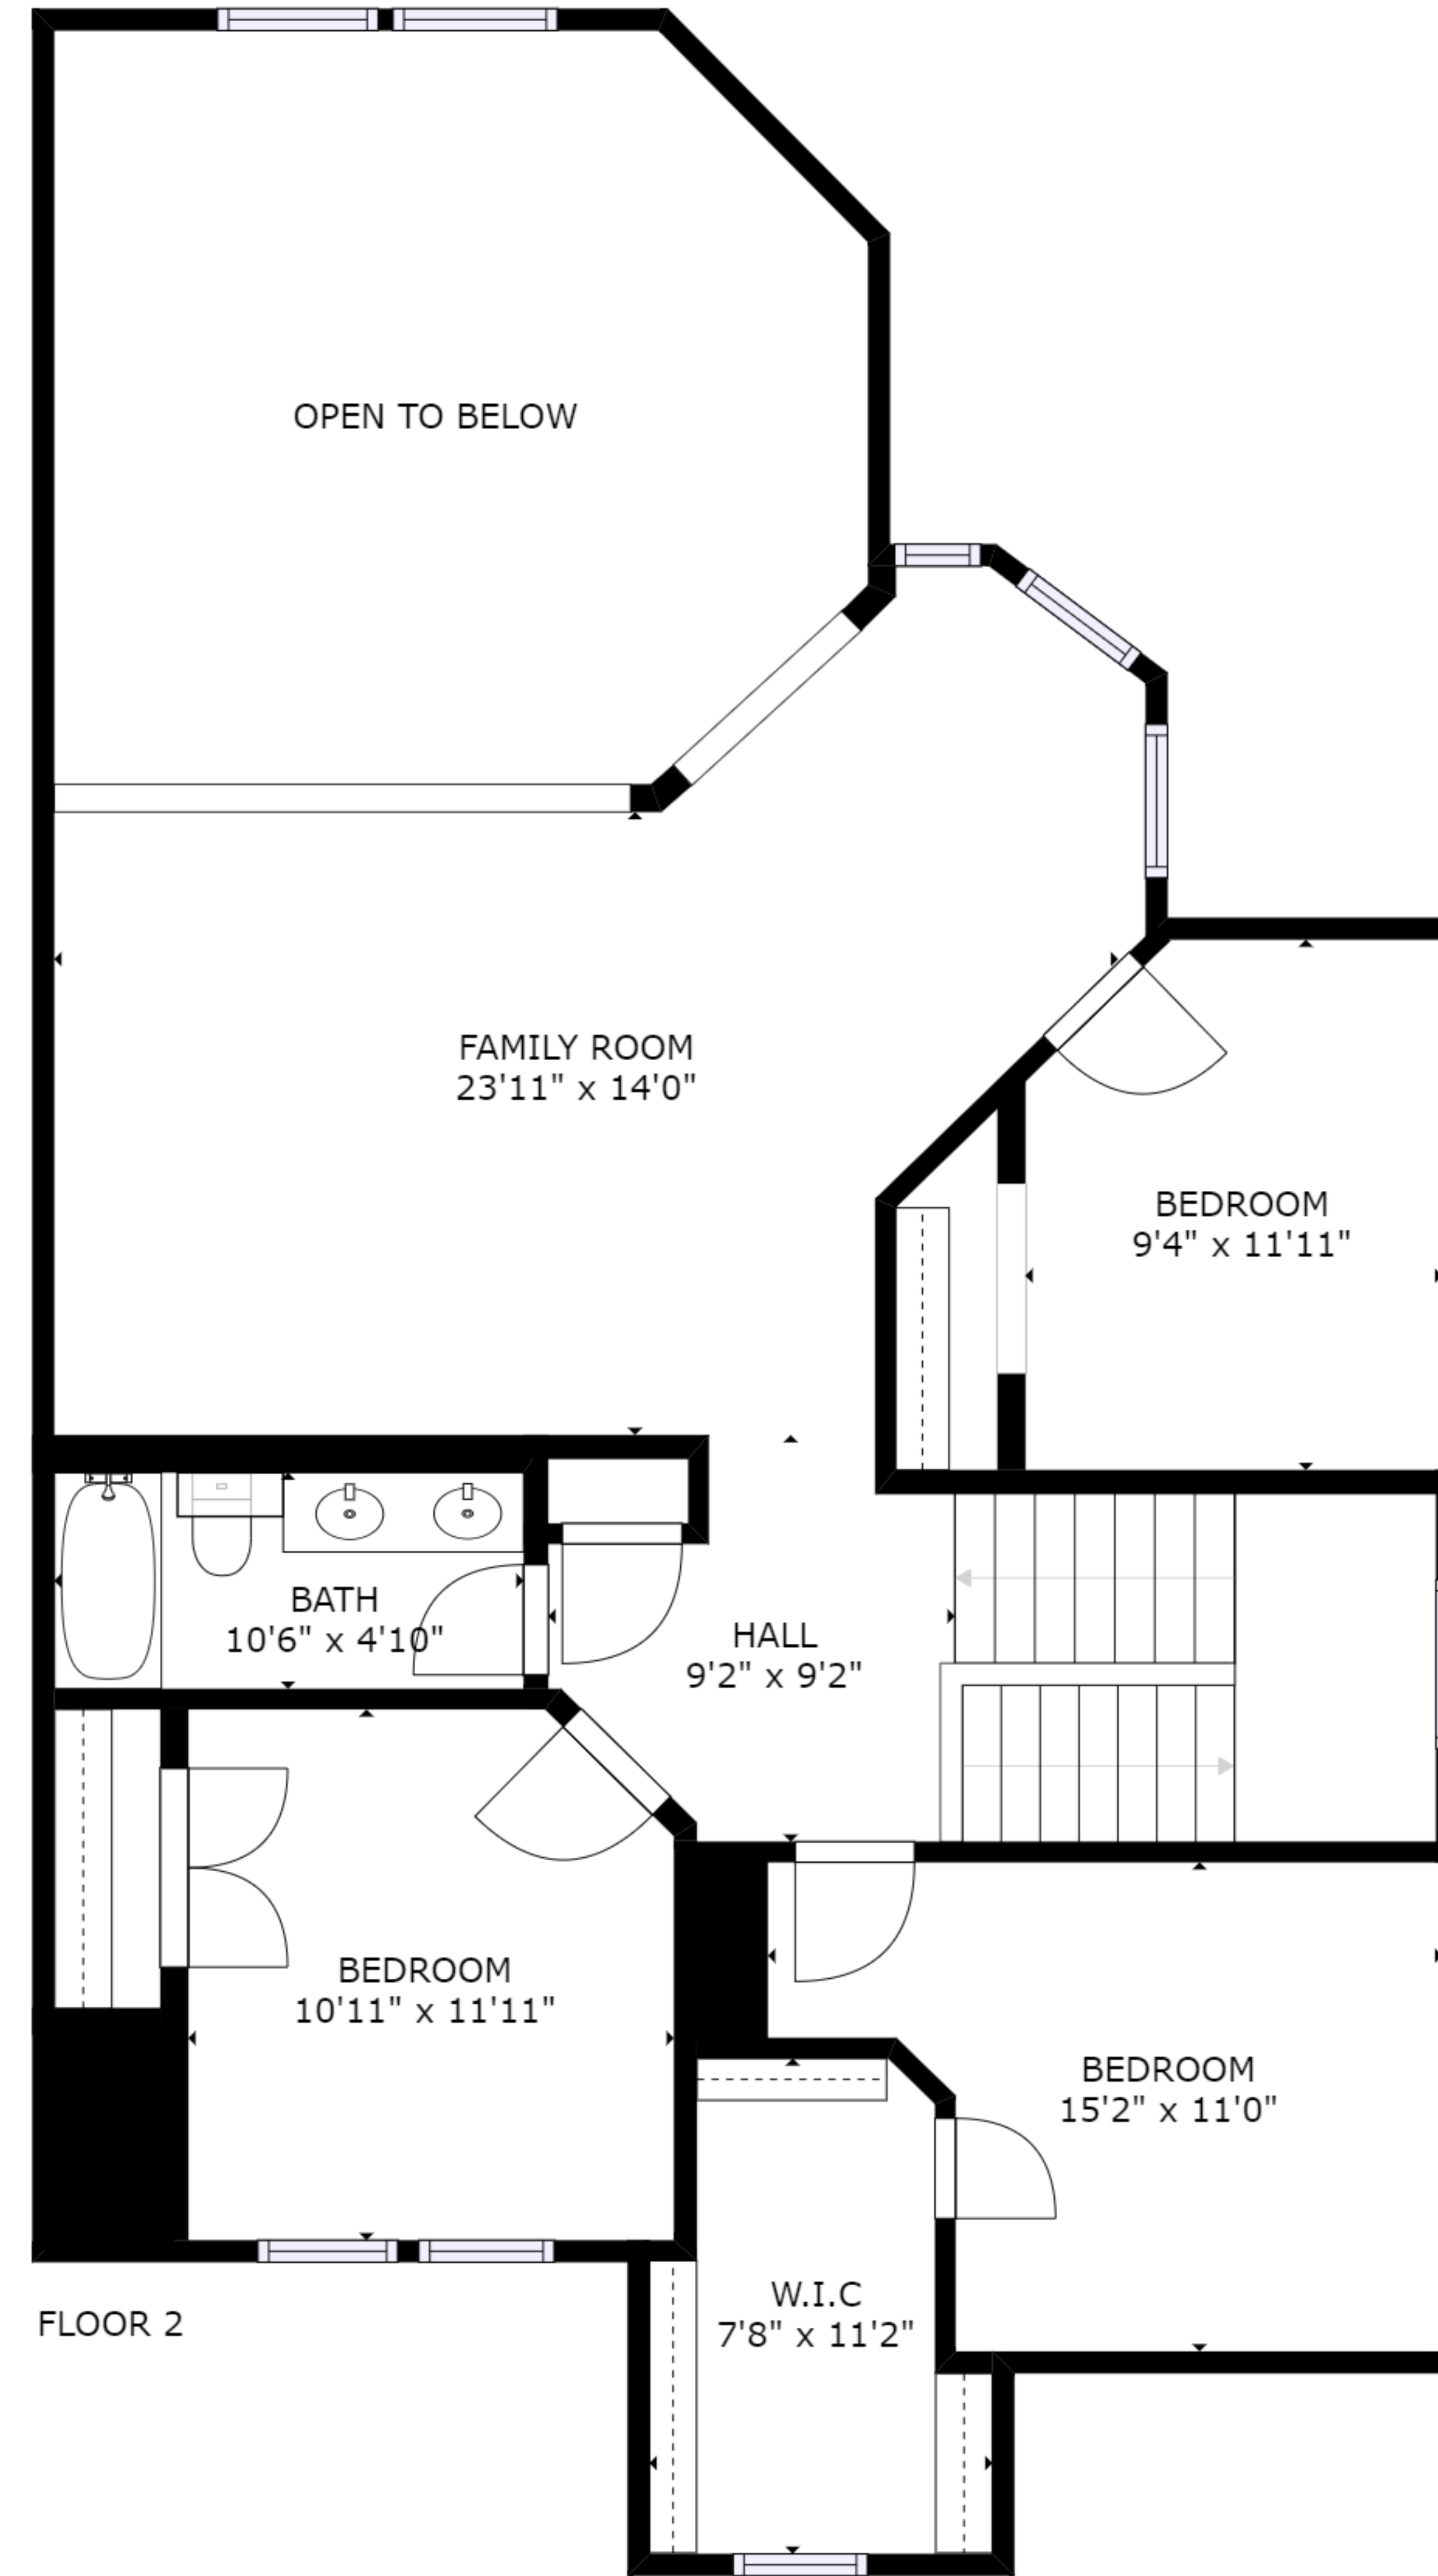 OPEN TO BELOW
FAMILY ROOM
23'11" x 14'0"
BEDROOM
9'4" x 11'11"
BATH
10'6" x 4'10"
HALL
9'2" x 9'2"
BEDROOM
10'11" x 11'11"
BEDROOM
15'2" x 11'0"
W.I.C
7'8" x 11'2"
FLOOR 2